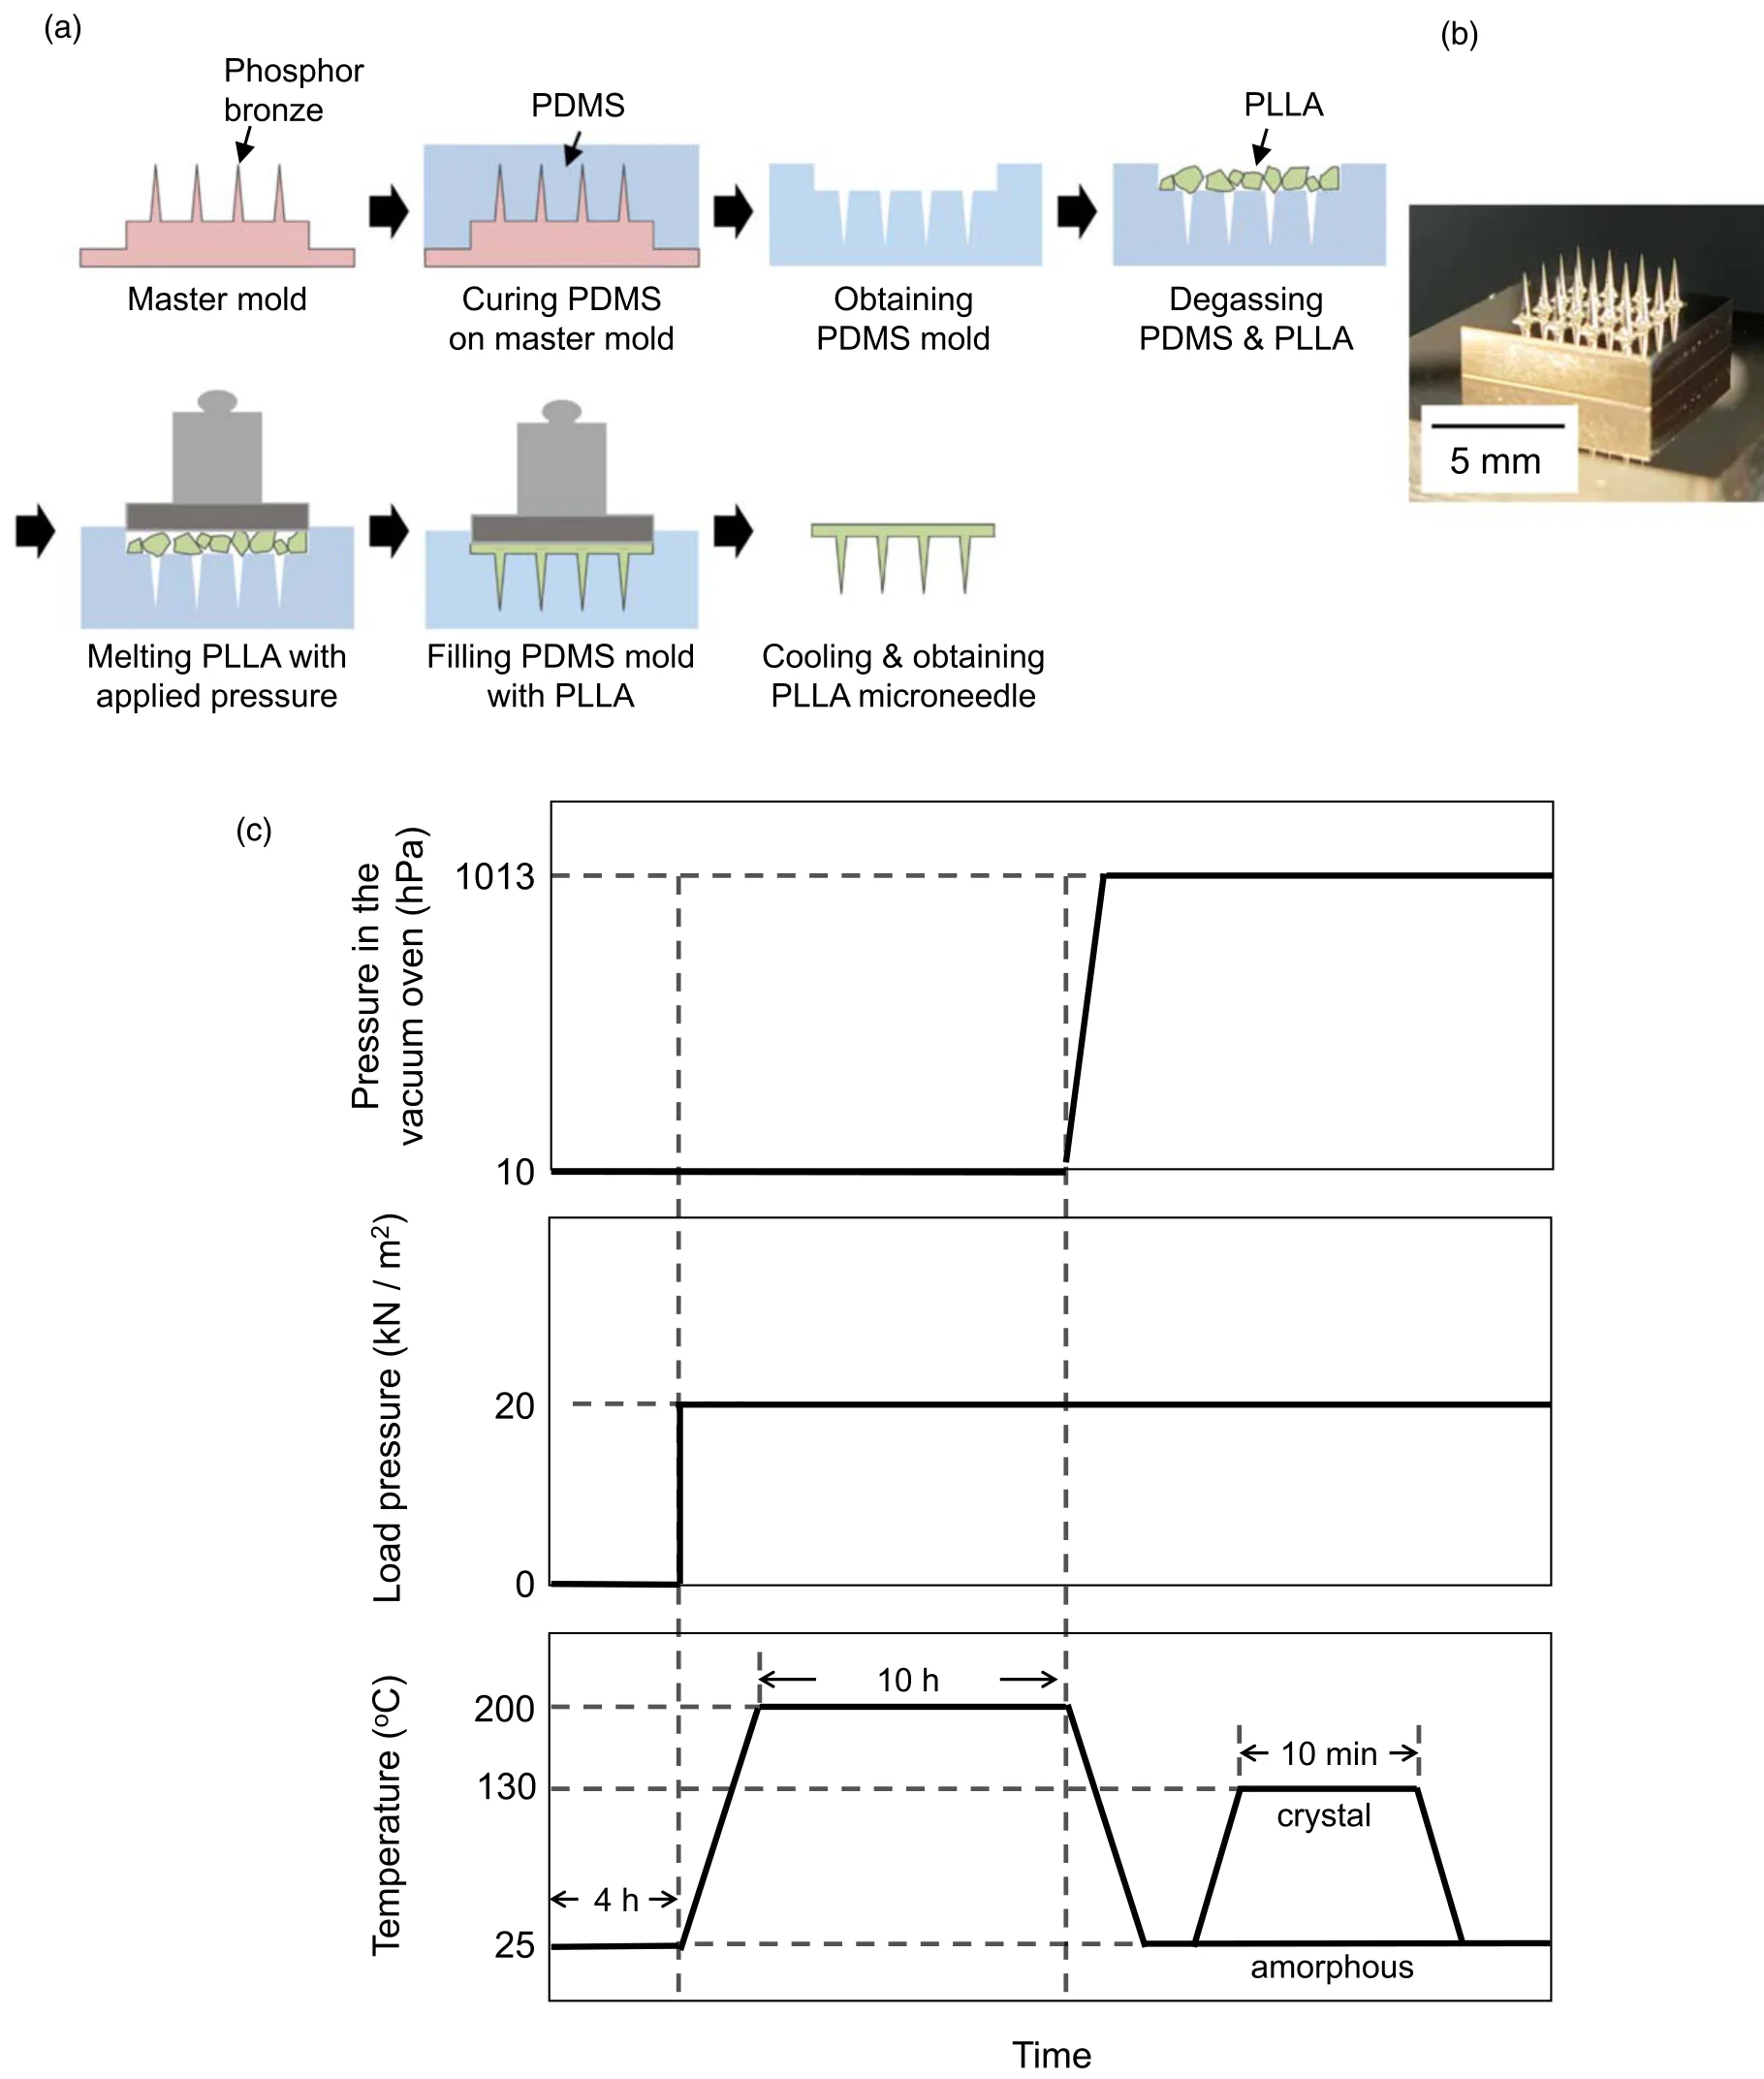 (a)
(b)
Phosphor
bronze
PDMS
PLLA
Master mold
Curing PDMS
on master mold
Obtaining
PDMS mold
Degassing
PDMS & PLLA
5 mm
Melting PLLA with
applied pressure
Filling PDMS mold
with PLLA
Cooling & obtaining
PLLA microneedle
(c)
Pressure in the
vacuum oven (hPa)
1013
10
Load pressure (kN / m²)
20
0
Temperature (ºC)
200
130
25
10 h
10 min
crystal
4 h
amorphous
Time